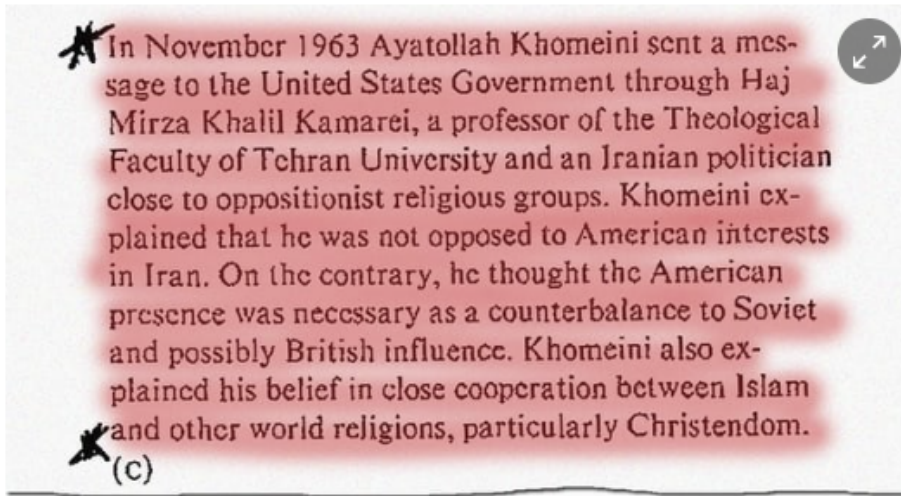 In November 1963 Ayatollah Khomeini sent a mes-
sage to the United States Government through Haj
Mirza Khalil Kamarei, a professor of the Theological
Faculty of Tehran University and an Iranian politician
close to oppositionist religious groups. Khomeini ex-
plained that he was not opposed to American interests
in Iran. On the contrary, he thought the American
presence was necessary as a counterbalance to Soviet
and possibly British influence. Khomeini also ex-
plained his belief in close cooperation between Islam
and other world religions, particularly Christendom.
(c)